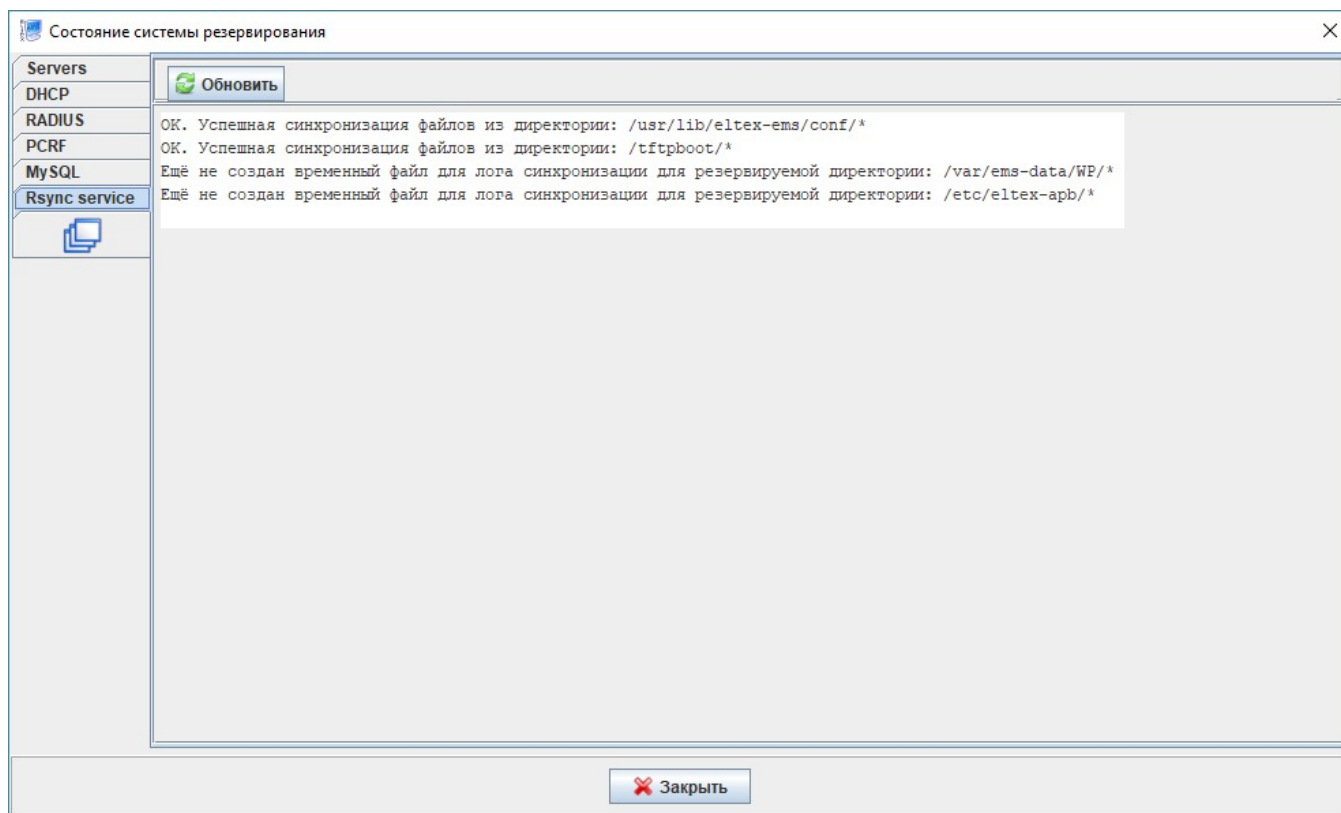 Состояние системы резервирования
Servers
DHCP
RADIUS
PCRF
MySQL
Rsync service
Обновить
OK. Успешная синхронизация файлов из директории: /usr/lib/eltex-ems/conf/*
OK. Успешная синхронизация файлов из директории: /tftpboot/*
Ещё не создан временный файл для лога синхронизации для резервируемой директории: /var/ems-data/WP/*
Ещё не создан временный файл для лога синхронизации для резервируемой директории: /etc/eltex-apb/*
Закрыть